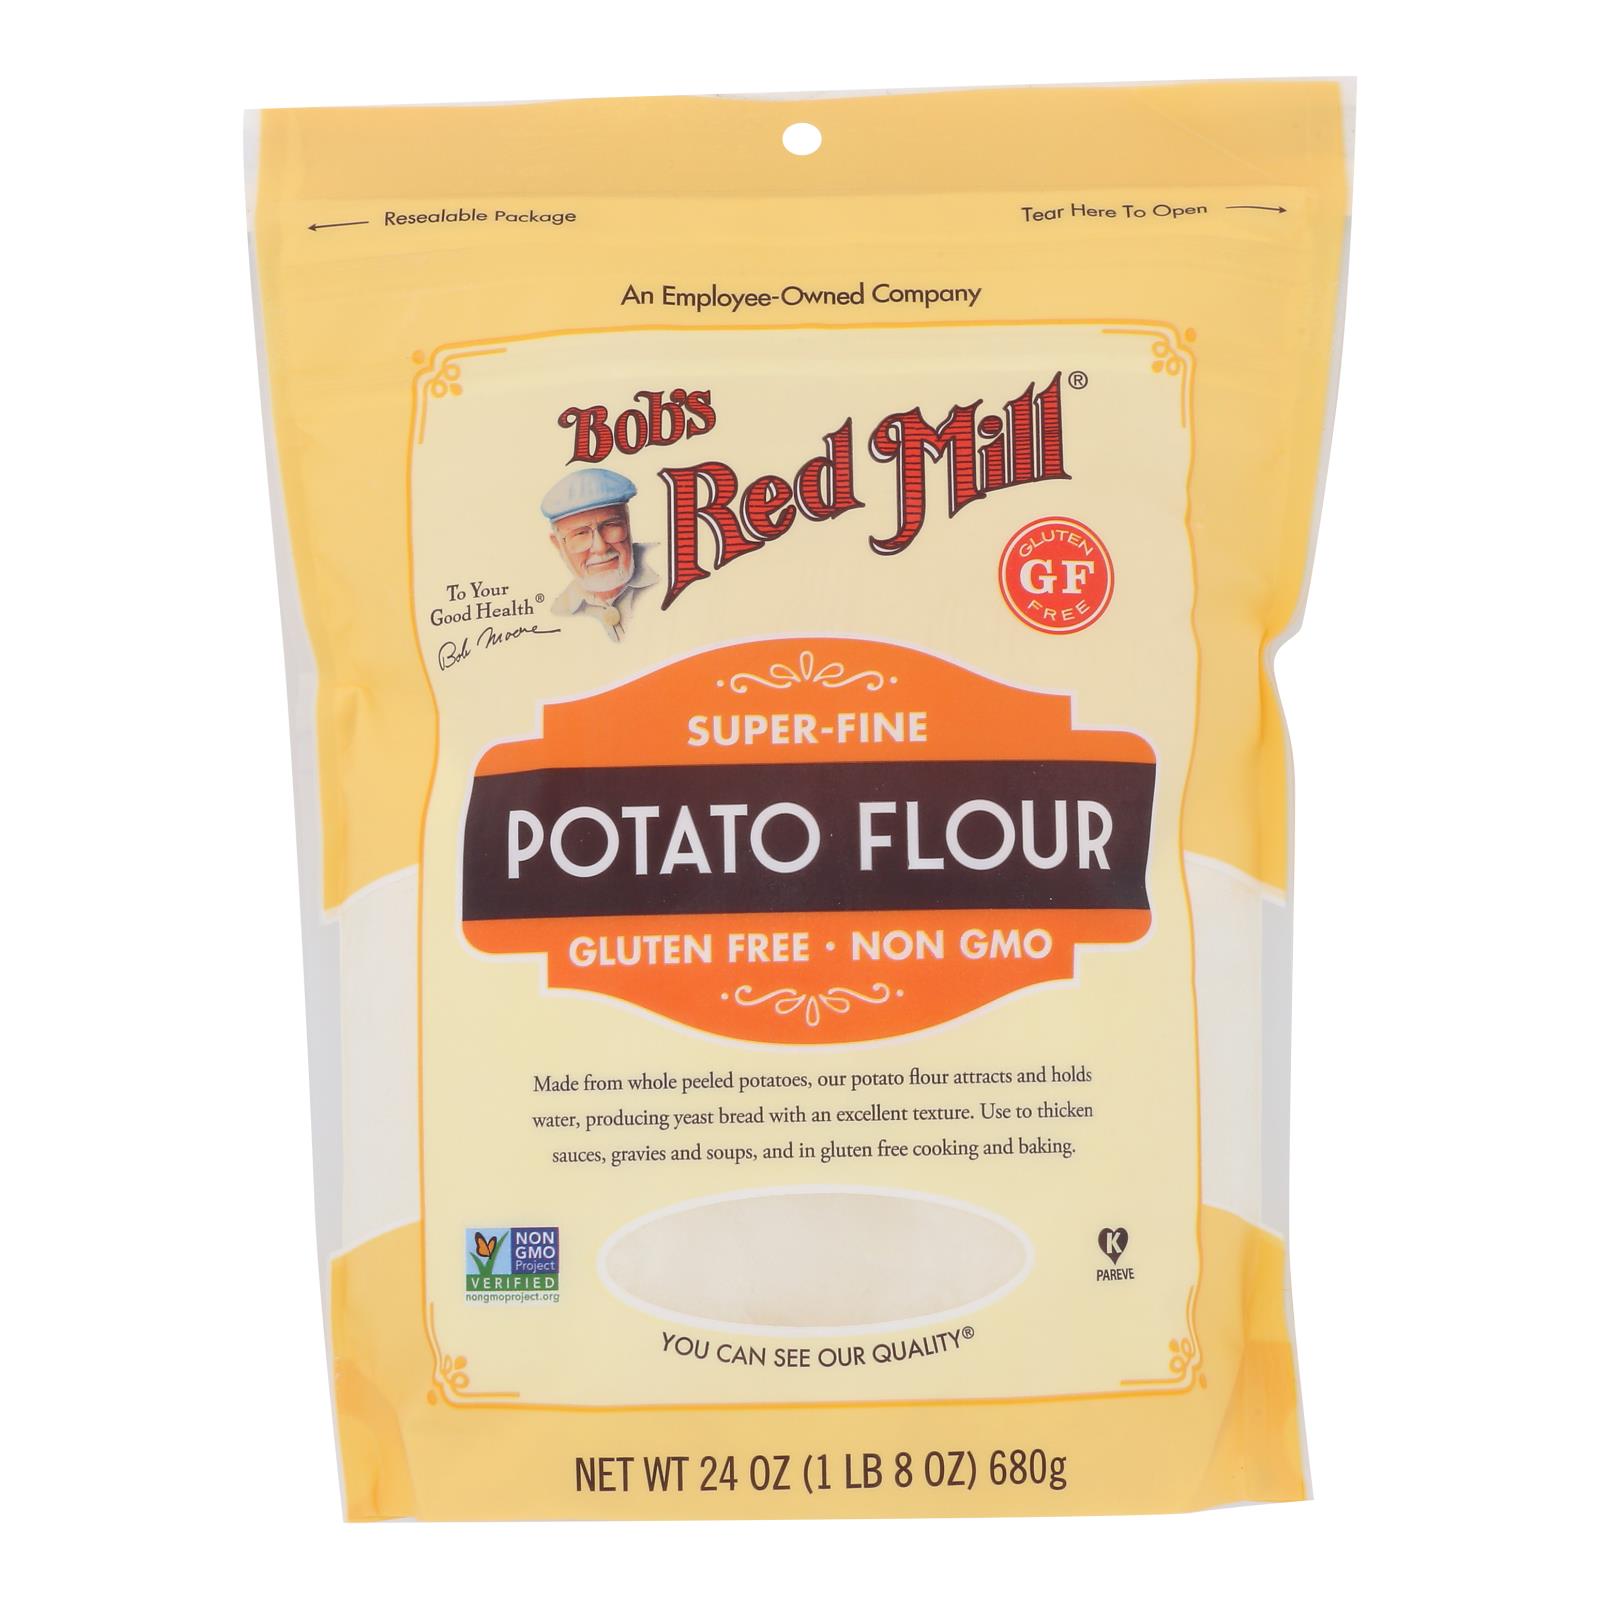 Resealable Package
Tear Here To Open
An Employee-Owned Company
Bob's
Red Mill®
To Your
Good Health®
Bob Moore
GLUTEN
GF
FREE
SUPER-FINE
POTATO FLOUR
GLUTEN FREE • NON GMO
Made from whole peeled potatoes, our potato flour attracts and holds
water, producing yeast bread with an excellent texture. Use to thicken
sauces, gravies and soups, and in gluten free cooking and baking.
NON
GMO
Project
VERIFIED
nongmoproject.org
K
PAREVE
YOU CAN SEE OUR QUALITY®
NET WT 24 OZ (1 LB 8 OZ) 680g